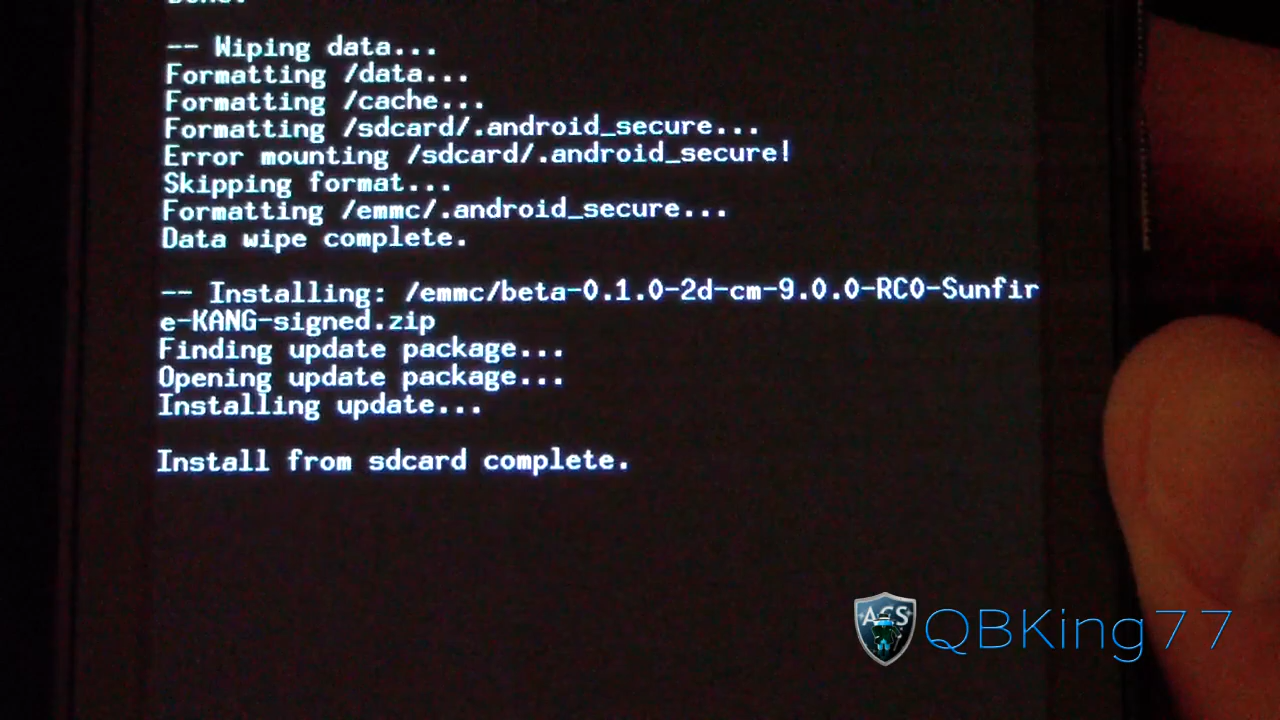 -- Wiping data...
Formatting /data...
Formatting /cache...
Formatting /sdcard/.android_secure...
Error mounting /sdcard/.android_secure!
Skipping format...
Formatting /emmc/.android_secure...
Data wipe complete.
-- Installing: /emmc/beta-0.1.0-2d-cm-9.0.0-RC0-Sunfir
e-KANG-signed.zip
Finding update package...
Opening update package...
Installing update...
Install from sdcard complete.
ACS QBKing77